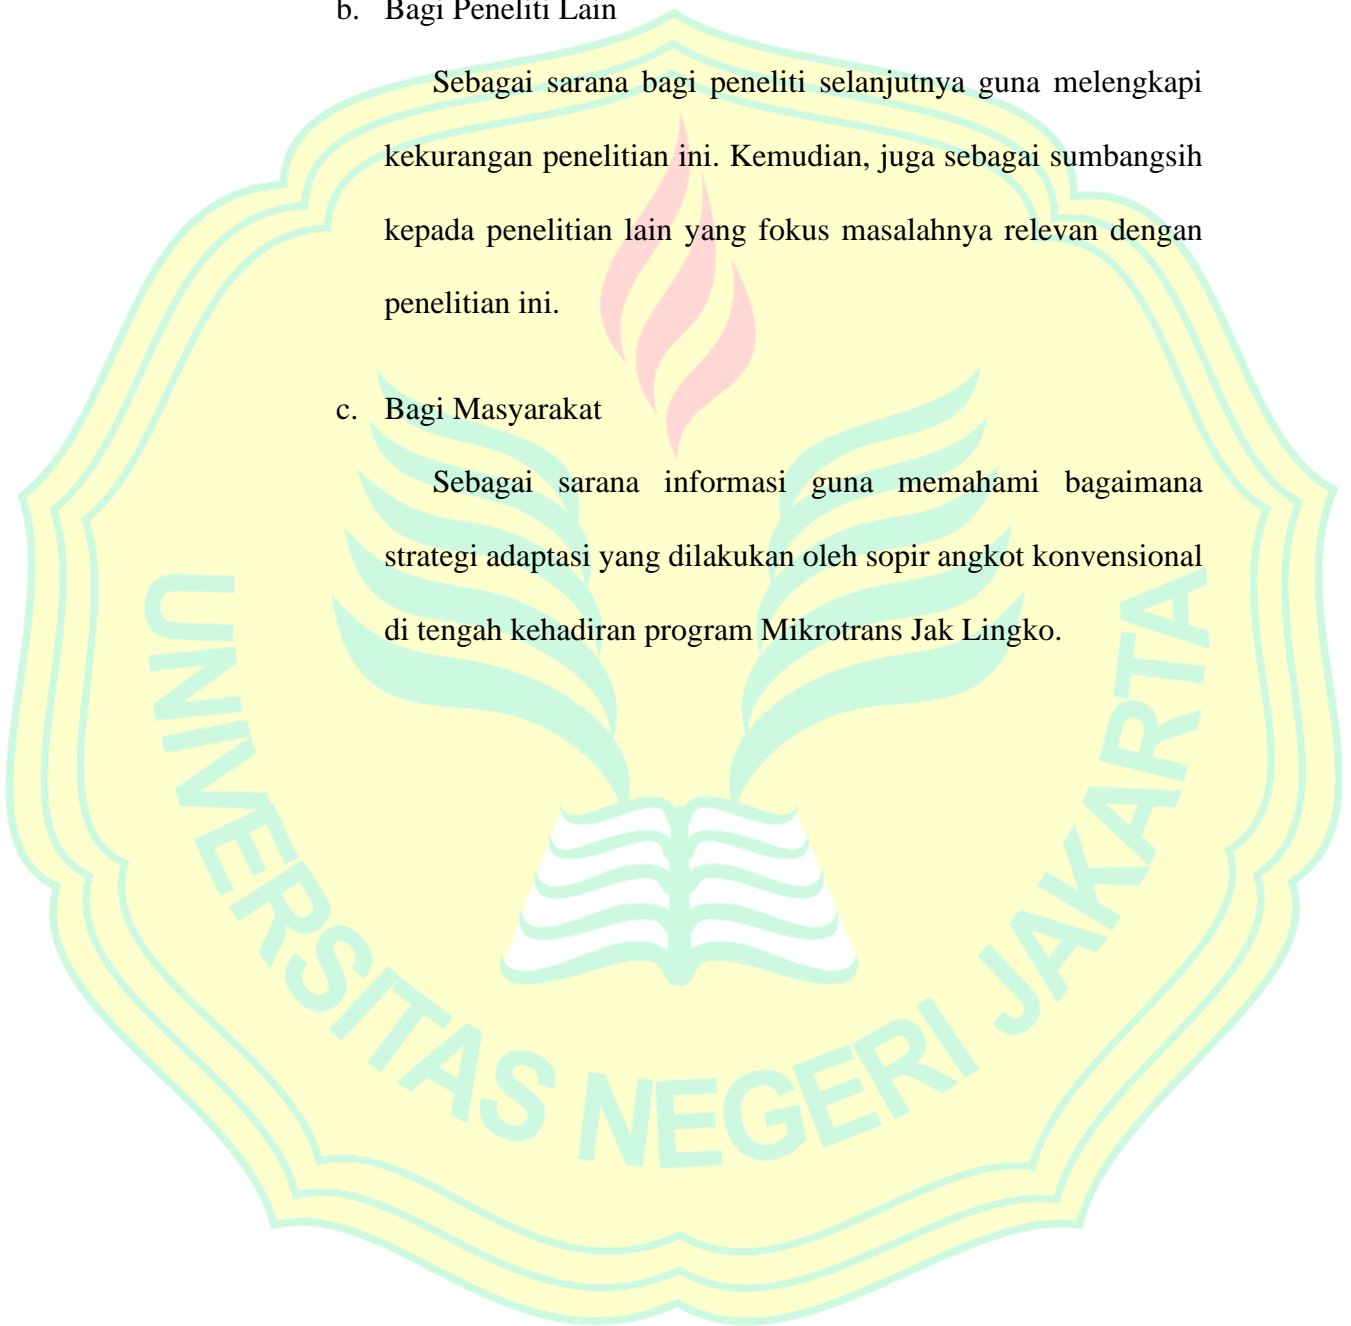 b. Bagi Peneliti Lain
Sebagai sarana bagi peneliti selanjutnya guna melengkapi
kekurangan penelitian ini. Kemudian, juga sebagai sumbangsih
kepada penelitian lain yang fokus masalahnya relevan dengan
penelitian ini.
c. Bagi Masyarakat
Sebagai sarana informasi guna memahami bagaimana
strategi adaptasi yang dilakukan oleh sopir angkot konvensional
di tengah kehadiran program Mikrotrans Jak Lingko.
UNIVERSITAS NEGERI JAKARTA